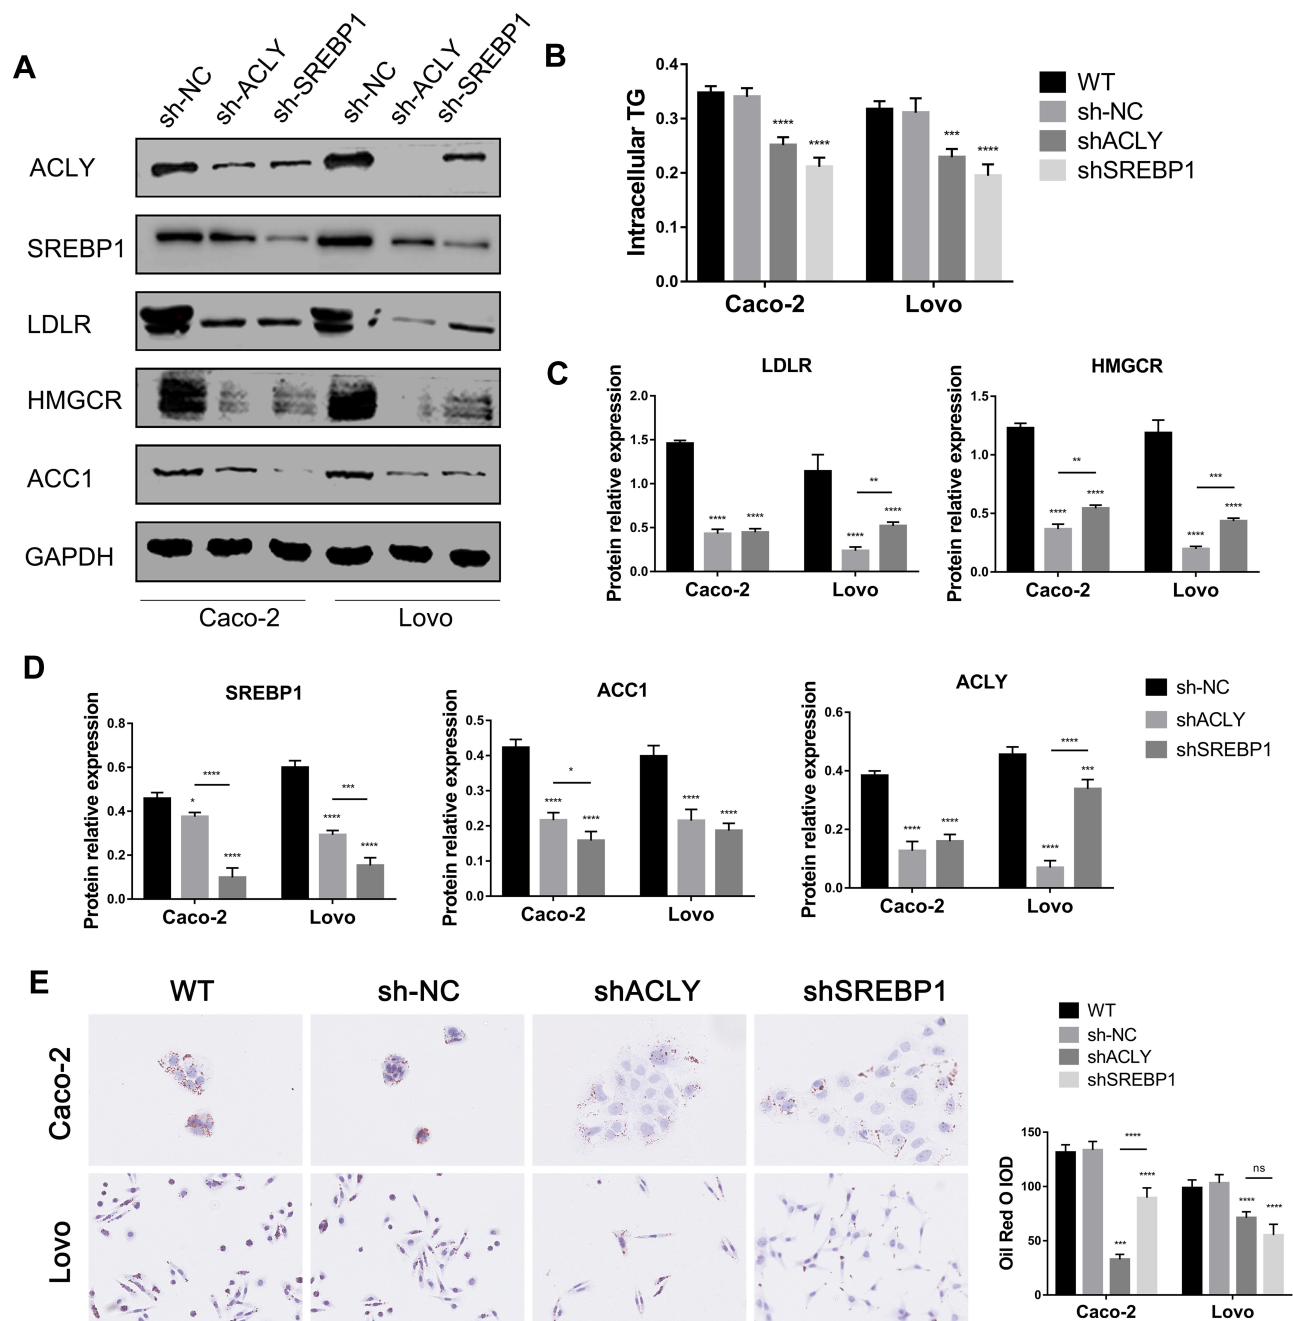 A
sh-NC
sh-ACLY
sh-SREBP1
sh-NC
sh-ACLY
sh-SREBP1
ACLY
SREBP1
LDLR
HMGCR
ACC1
GAPDH
Caco-2
Lovo
B
Intracellular TG
0.4
0.3
0.2
0.1
0.0
****
****
***
****
Caco-2
Lovo
WT
sh-NC
shACLY
shSREBP1
C
LDLR
Protein relative expression
2.0
1.5
1.0
0.5
0.0
****
****
****
**
****
Caco-2
Lovo
HMGCR
Protein relative expression
1.5
1.0
0.5
0.0
****
**
****
****
***
****
Caco-2
Lovo
D
SREBP1
Protein relative expression
0.8
0.6
0.4
0.2
0.0
*
****
****
****
***
****
Caco-2
Lovo
ACC1
Protein relative expression
0.5
0.4
0.3
0.2
0.1
0.0
****
*
****
****
****
Caco-2
Lovo
ACLY
Protein relative expression
0.6
0.4
0.2
0.0
****
****
****
****
***
Caco-2
Lovo
sh-NC
shACLY
shSREBP1
E
WT
sh-NC
shACLY
shSREBP1
Caco-2
Lovo
WT
sh-NC
shACLY
shSREBP1
Oil Red O IOD
150
100
50
0
***
****
****
****
ns
****
Caco-2
Lovo